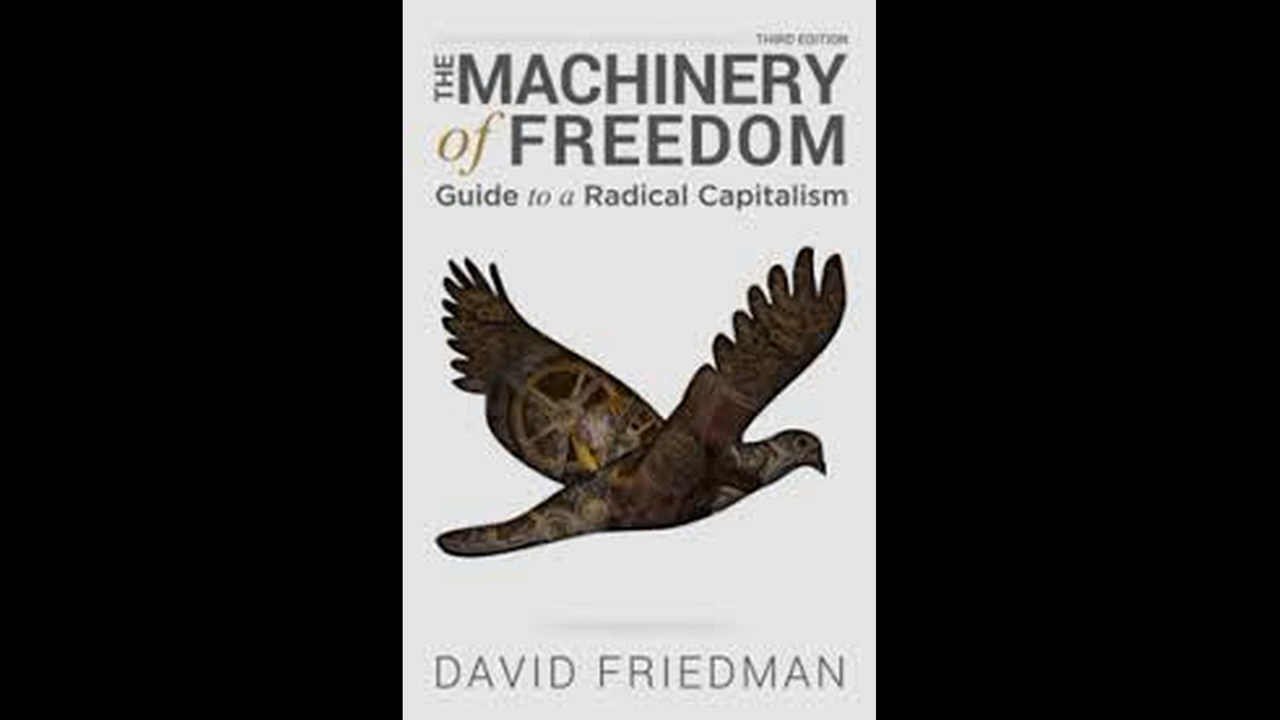 THIRD EDITION
THE MACHINERY
of FREEDOM
Guide to a Radical Capitalism
DAVID FRIEDMAN